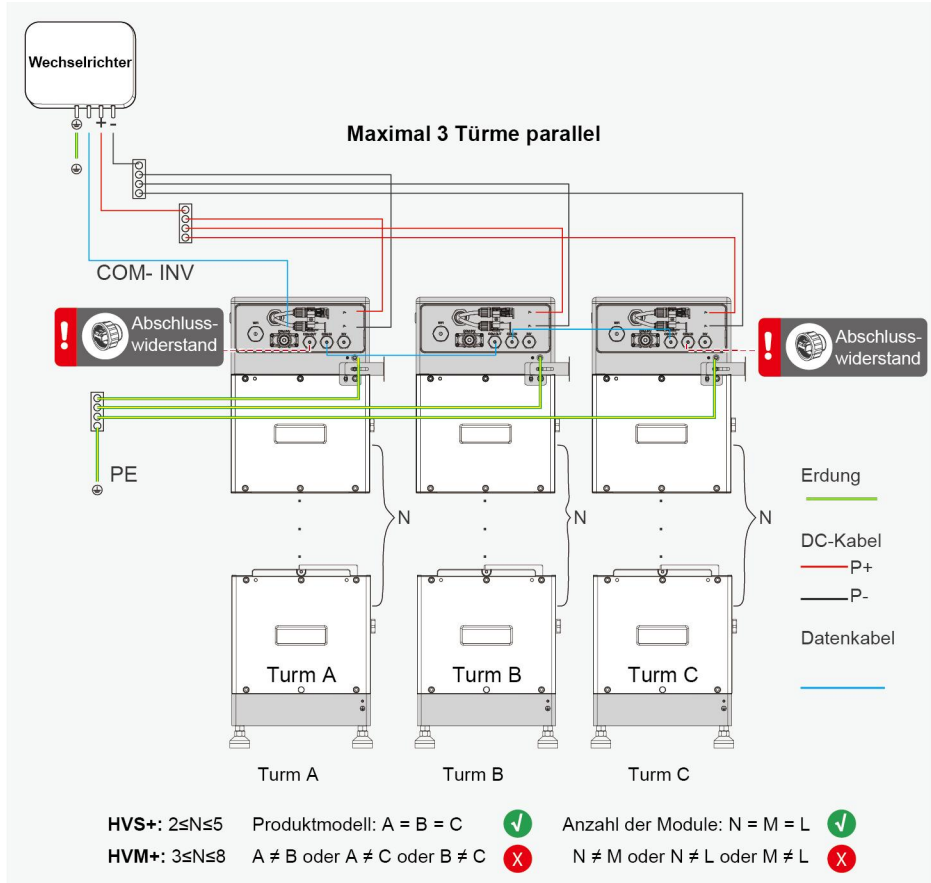 Wechselrichter
+ -
Maximal 3 Türme parallel
COM- INV
! Abschluss-
widerstand
! Abschluss-
widerstand
PE
N
N
N
Erdung
DC-Kabel
P+
P-
Datenkabel
Turm A
Turm B
Turm C
Turm A
Turm B
Turm C
HVS+: 2≤N≤5 Produktmodell: A = B = C √ Anzahl der Module: N = M = L √
HVM+: 3≤N≤8 A ≠ B oder A ≠ C oder B ≠ C X N ≠ M oder N ≠ L oder M ≠ L X